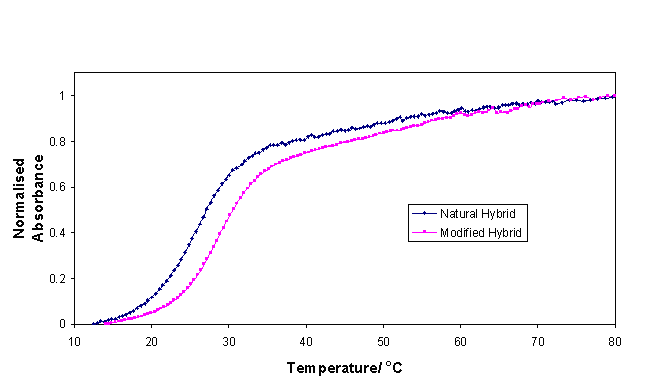 1
0.8
0.6
0.4
0.2
0
Normalised
Absorbance
Natural Hybrid
Modified Hybrid
10 20 30 40 50 60 70 80
Temperature/ °C